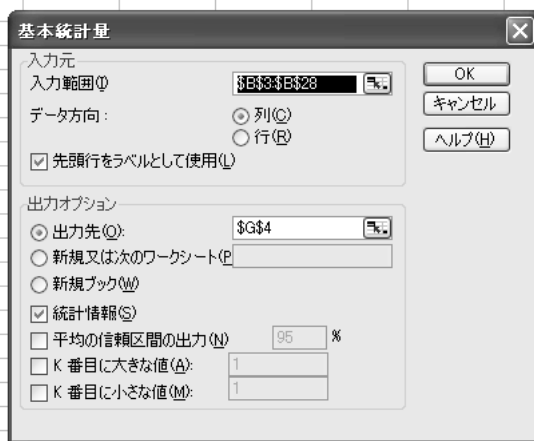 基本統計量
入力元
入力範囲(I)
$B$3:$B$28
OK
キャンセル
ヘルプ(H)
データ方向:
列(C)
行(R)
先頭行をラベルとして使用(L)
出力オプション
出力先(O):
$G$4
新規又は次のワークシート(P
新規ブック(W)
統計情報(S)
平均の信頼区間の出力(N)
95 %
K 番目に大きな値(A):
1
K 番目に小さな値(M):
1